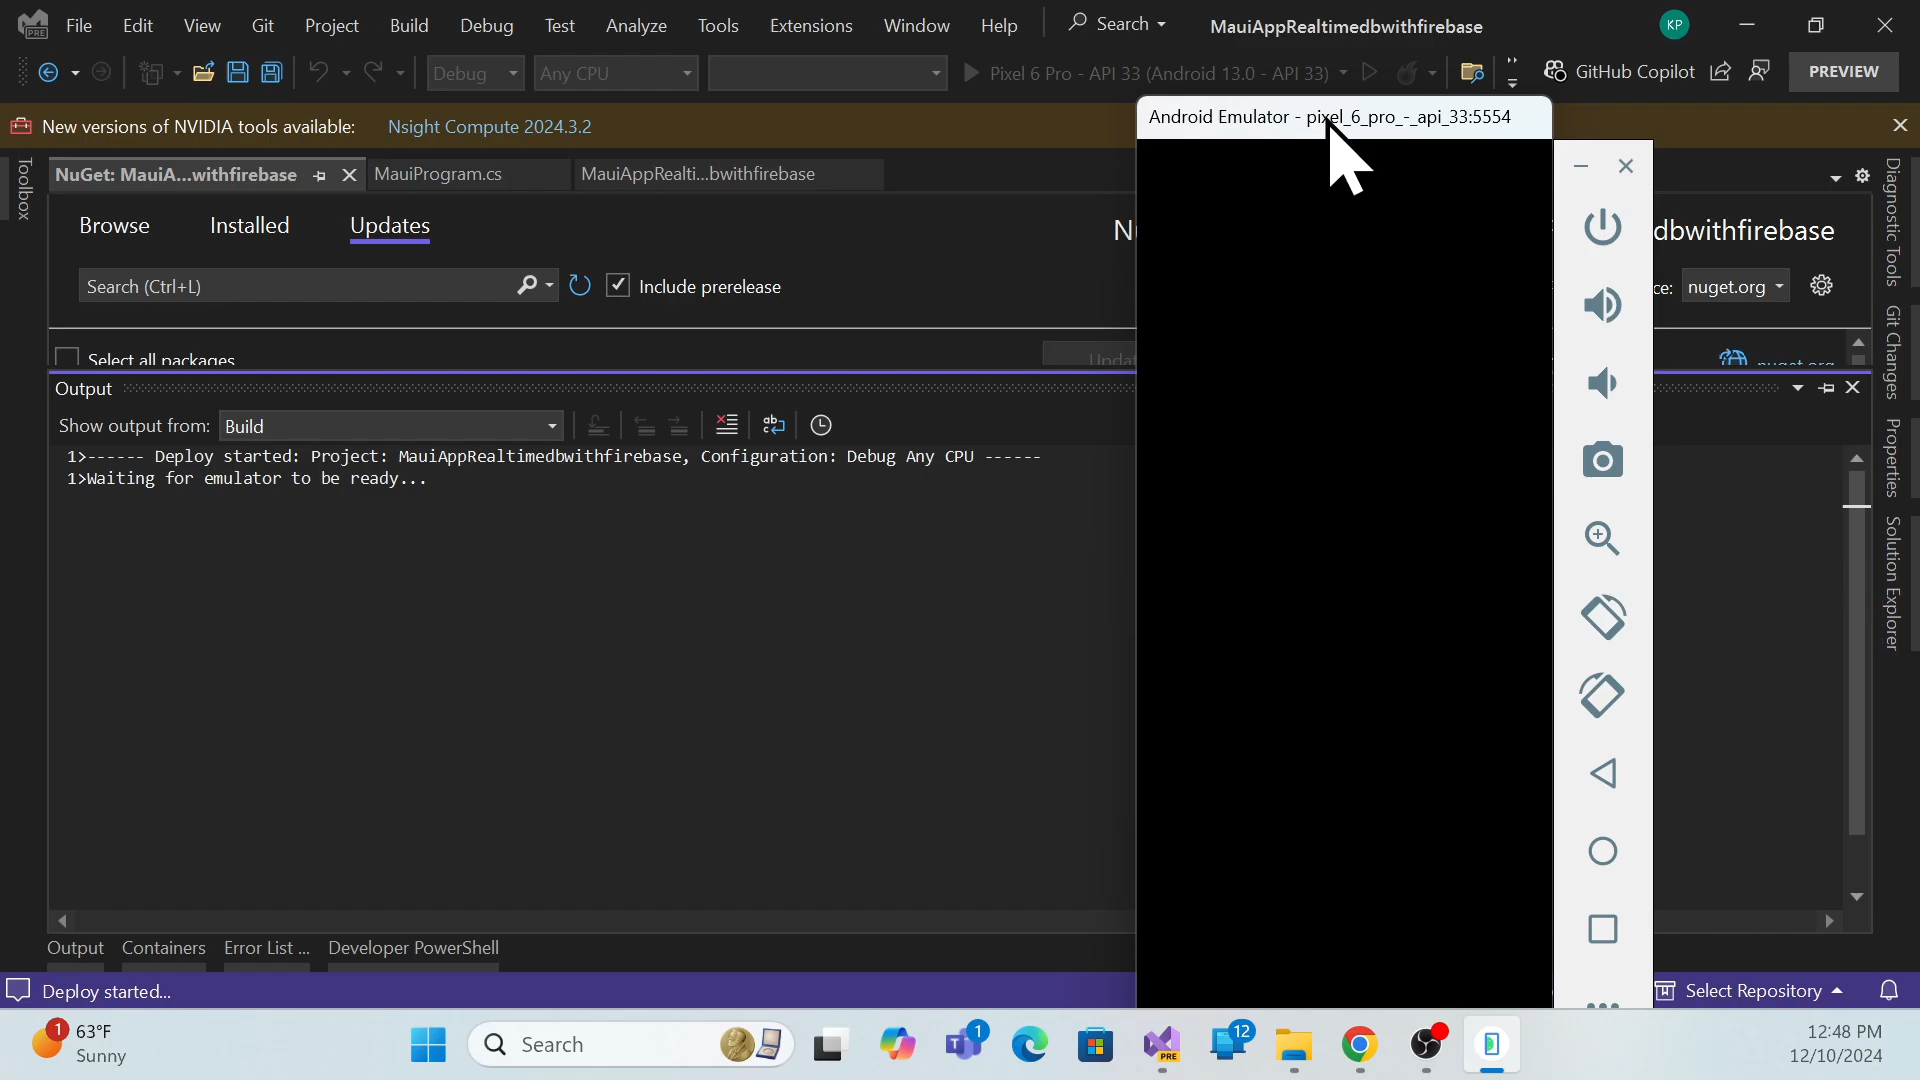 File Edit View Git Project Build Debug Test Analyze Tools Extensions Window Help Search MauiAppRealtimedbwithfirebase KP
PRE
Debug Any CPU Pixel 6 Pro - API 33 (Android 13.0 - API 33) GitHub Copilot PREVIEW
New versions of NVIDIA tools available: Nsight Compute 2024.3.2
Android Emulator - pixel_6_pro_-_api_33:5554
Toolbox
NuGet: MauiA...withfirebase MauiProgram.cs MauiAppRealti...bwithfirebase
Browse Installed Updates
dbwithfirebase
Search (Ctrl+L) Include prerelease
ce: nuget.org
Select all packages
Updat
nuget.org
Output
Show output from: Build
1>------ Deploy started: Project: MauiAppRealtimedbwithfirebase, Configuration: Debug Any CPU ------
1>Waiting for emulator to be ready...
Diagnostic Tools
Git Changes
Properties
Solution Explorer
Output Containers Error List ... Developer PowerShell
Deploy started...
Select Repository
1 63°F
Sunny
Search
1
PRE
12
12:48 PM
12/10/2024